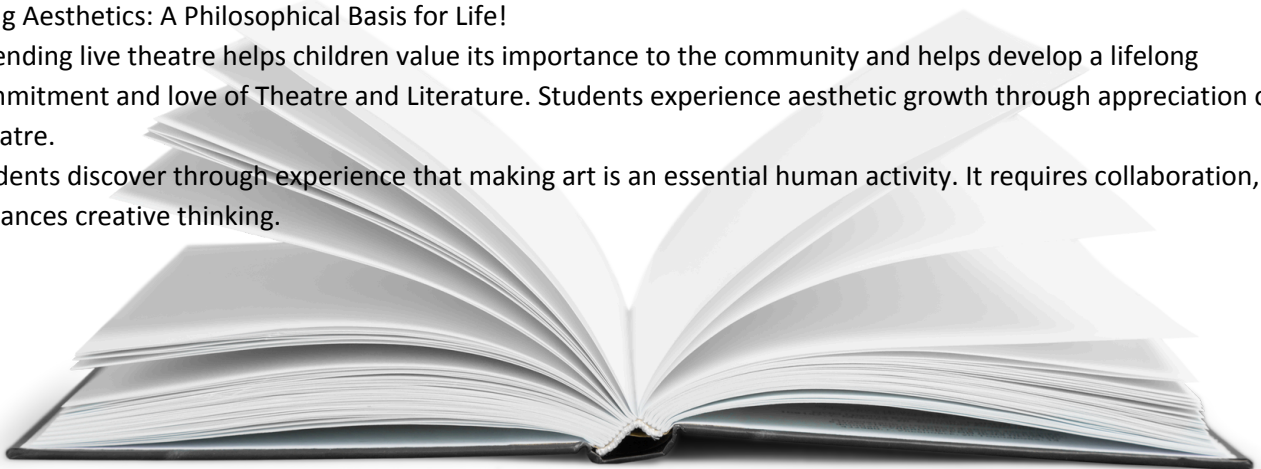 g Aesthetics: A Philosophical Basis for Life!
ending live theatre helps children value its importance to the community and helps develop a lifelong
mmitment and love of Theatre and Literature. Students experience aesthetic growth through appreciation
atre.
dents discover through experience that making art is an essential human activity. It requires collaboration,
ances creative thinking.